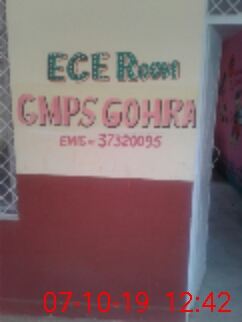 ECE ROOM
GMPS GOHRA
EMIS # 37320095
07-10-19 12:42